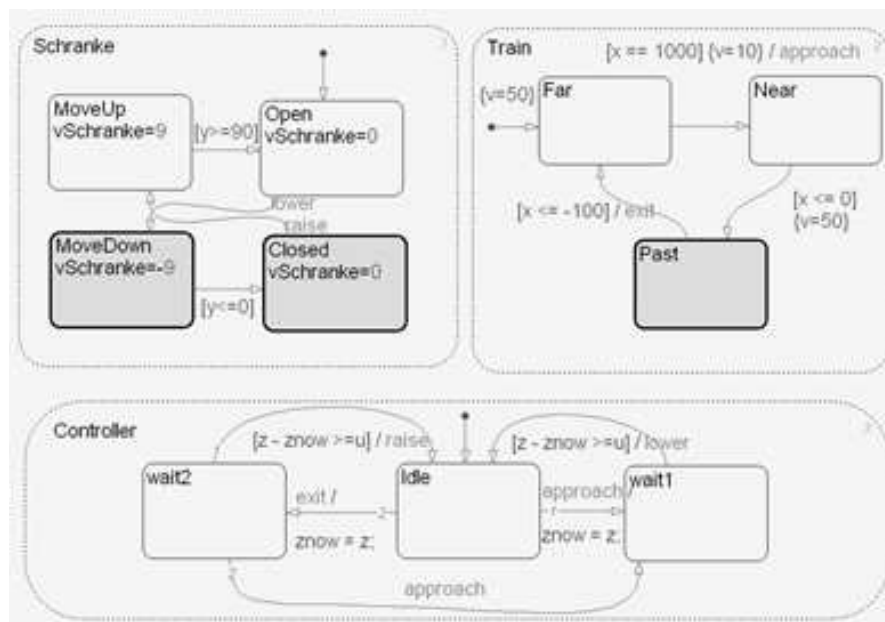 Schranke
MoveUp
vSchranke=9
[y>=90]
Open
vSchranke=0
lower
raise
MoveDown
vSchranke=-9
[y<=0]
Closed
vSchranke=0
Train
[x == 1000] {v=10} / approach
{v=50}
Far
Near
[x <= -100] / exit
[x <= 0]
{v=50}
Past
Controller
[z - znow >=u] / raise
[z - znow >=u] / lower
wait2
Idle
wait1
exit /
2
znow = z;
approach /
znow = z;
approach